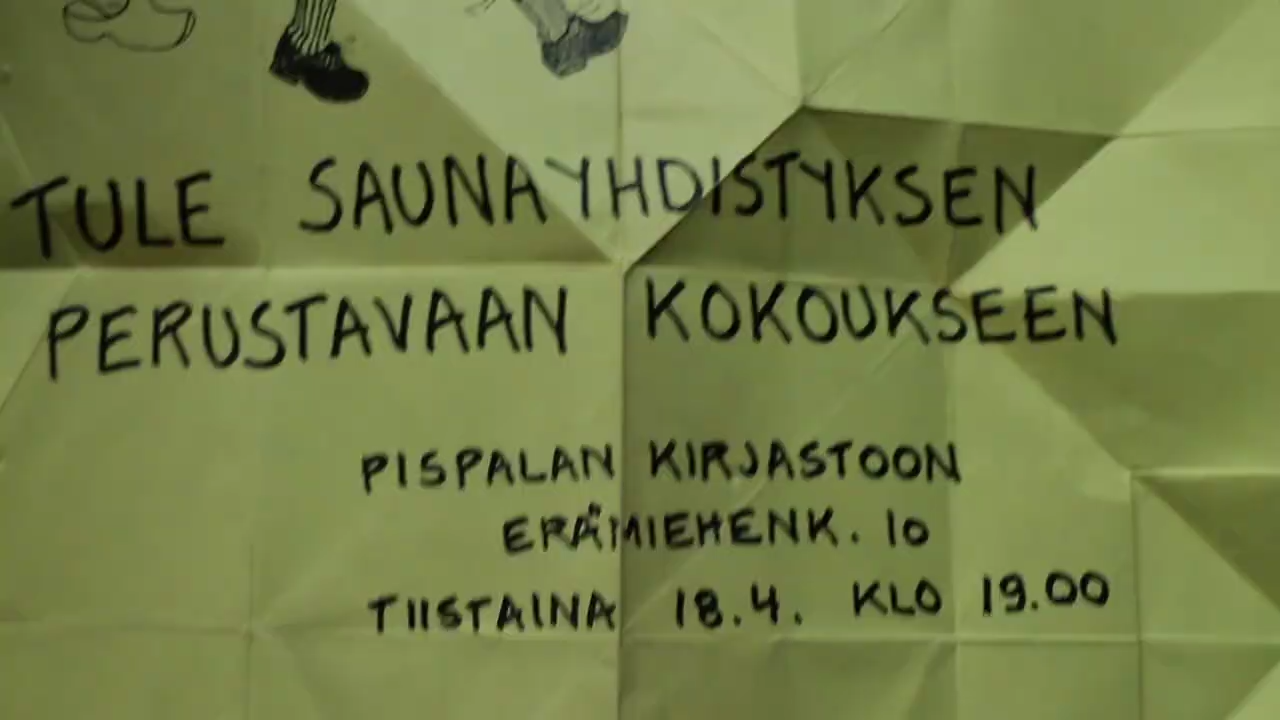 TULE SAUNAYHDISTYKSEN
PERUSTAVAAN KOKOUKSEEN
PISPALAN KIRJASTOON
ERÄMIEHENK. 10
TIISTAINA 18.4. KLO 19.00